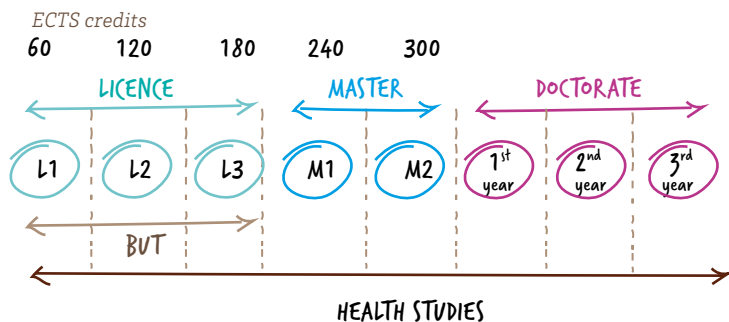 ECTS credits
60 120 180 240 300
LICENCE MASTER DOCTORATE
L1 L2 L3 M1 M2 1st year 2nd year 3rd year
BUT
HEALTH STUDIES